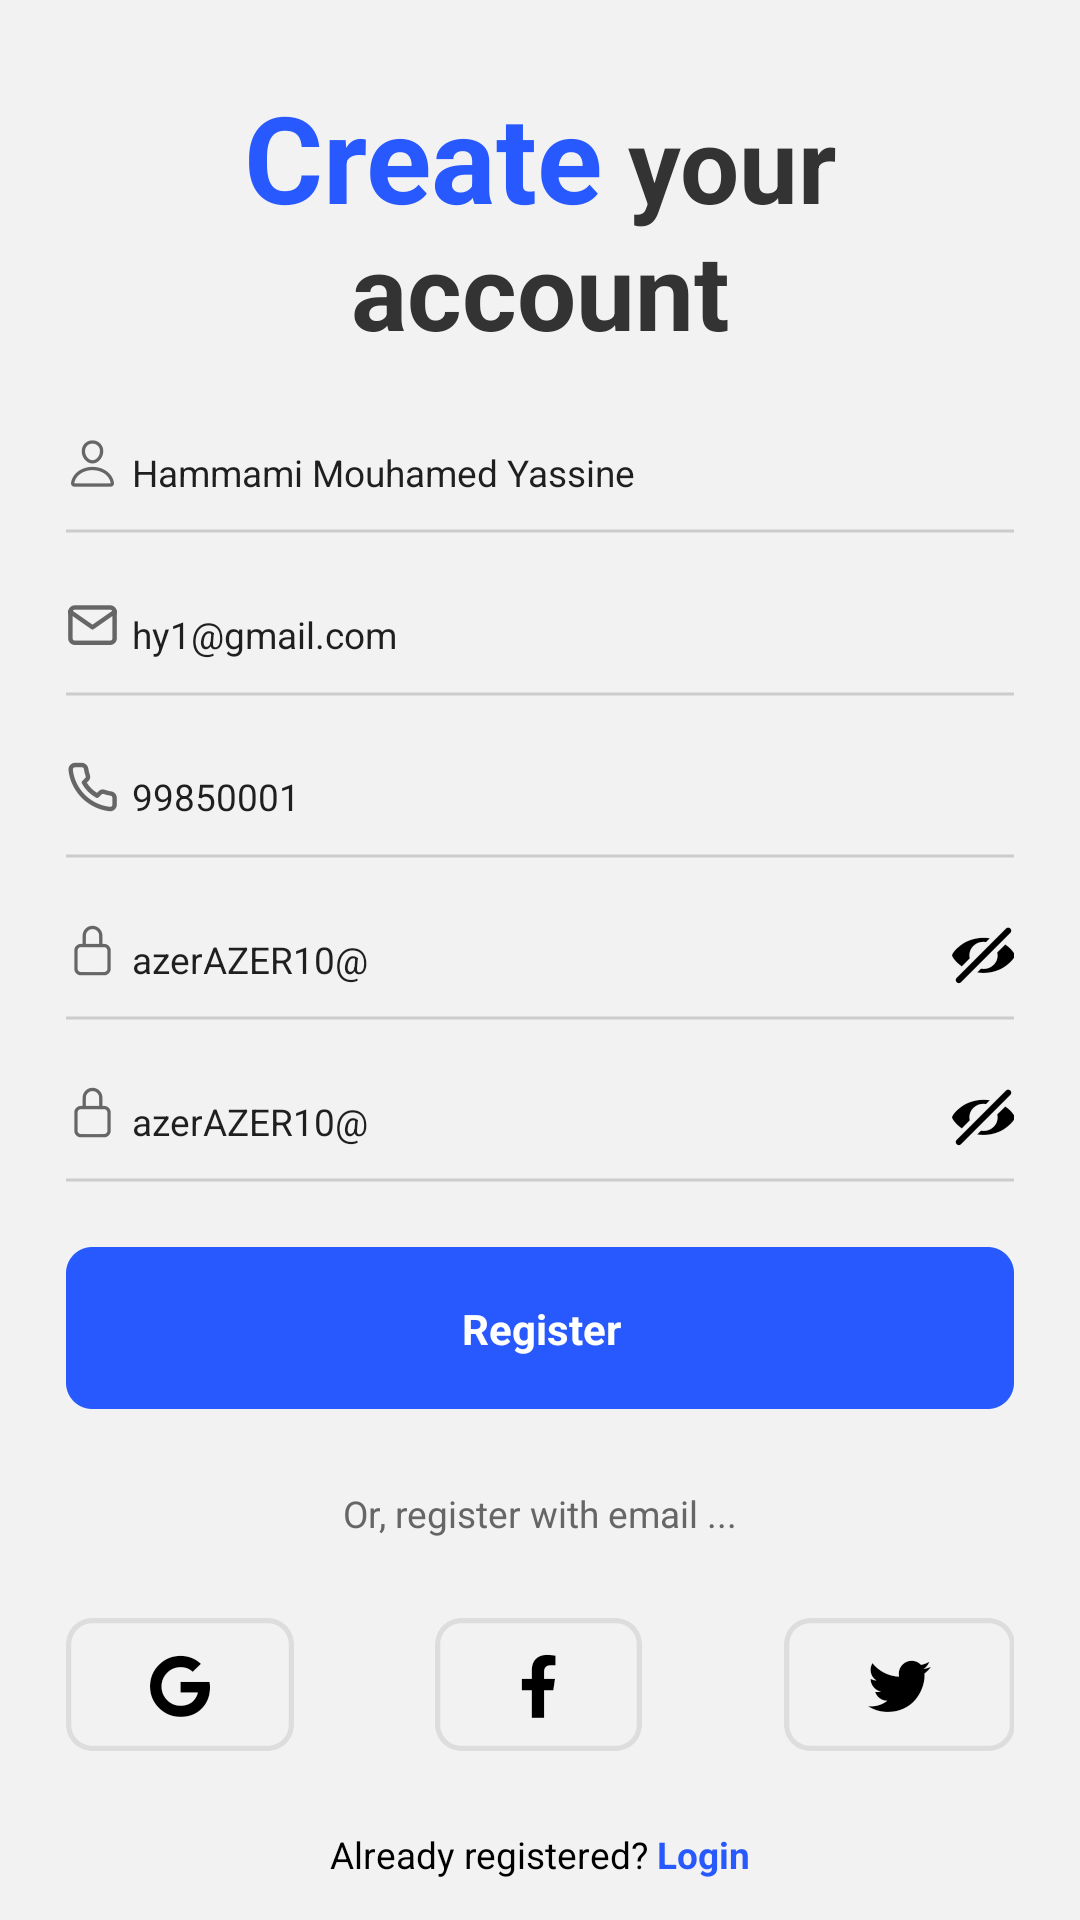 Create your
account
Hammami Mouhamed Yassine
hy1@gmail.com
99850001
azerAZER10@
azerAZER10@
Register
Or, register with email ...
Already registered? Login